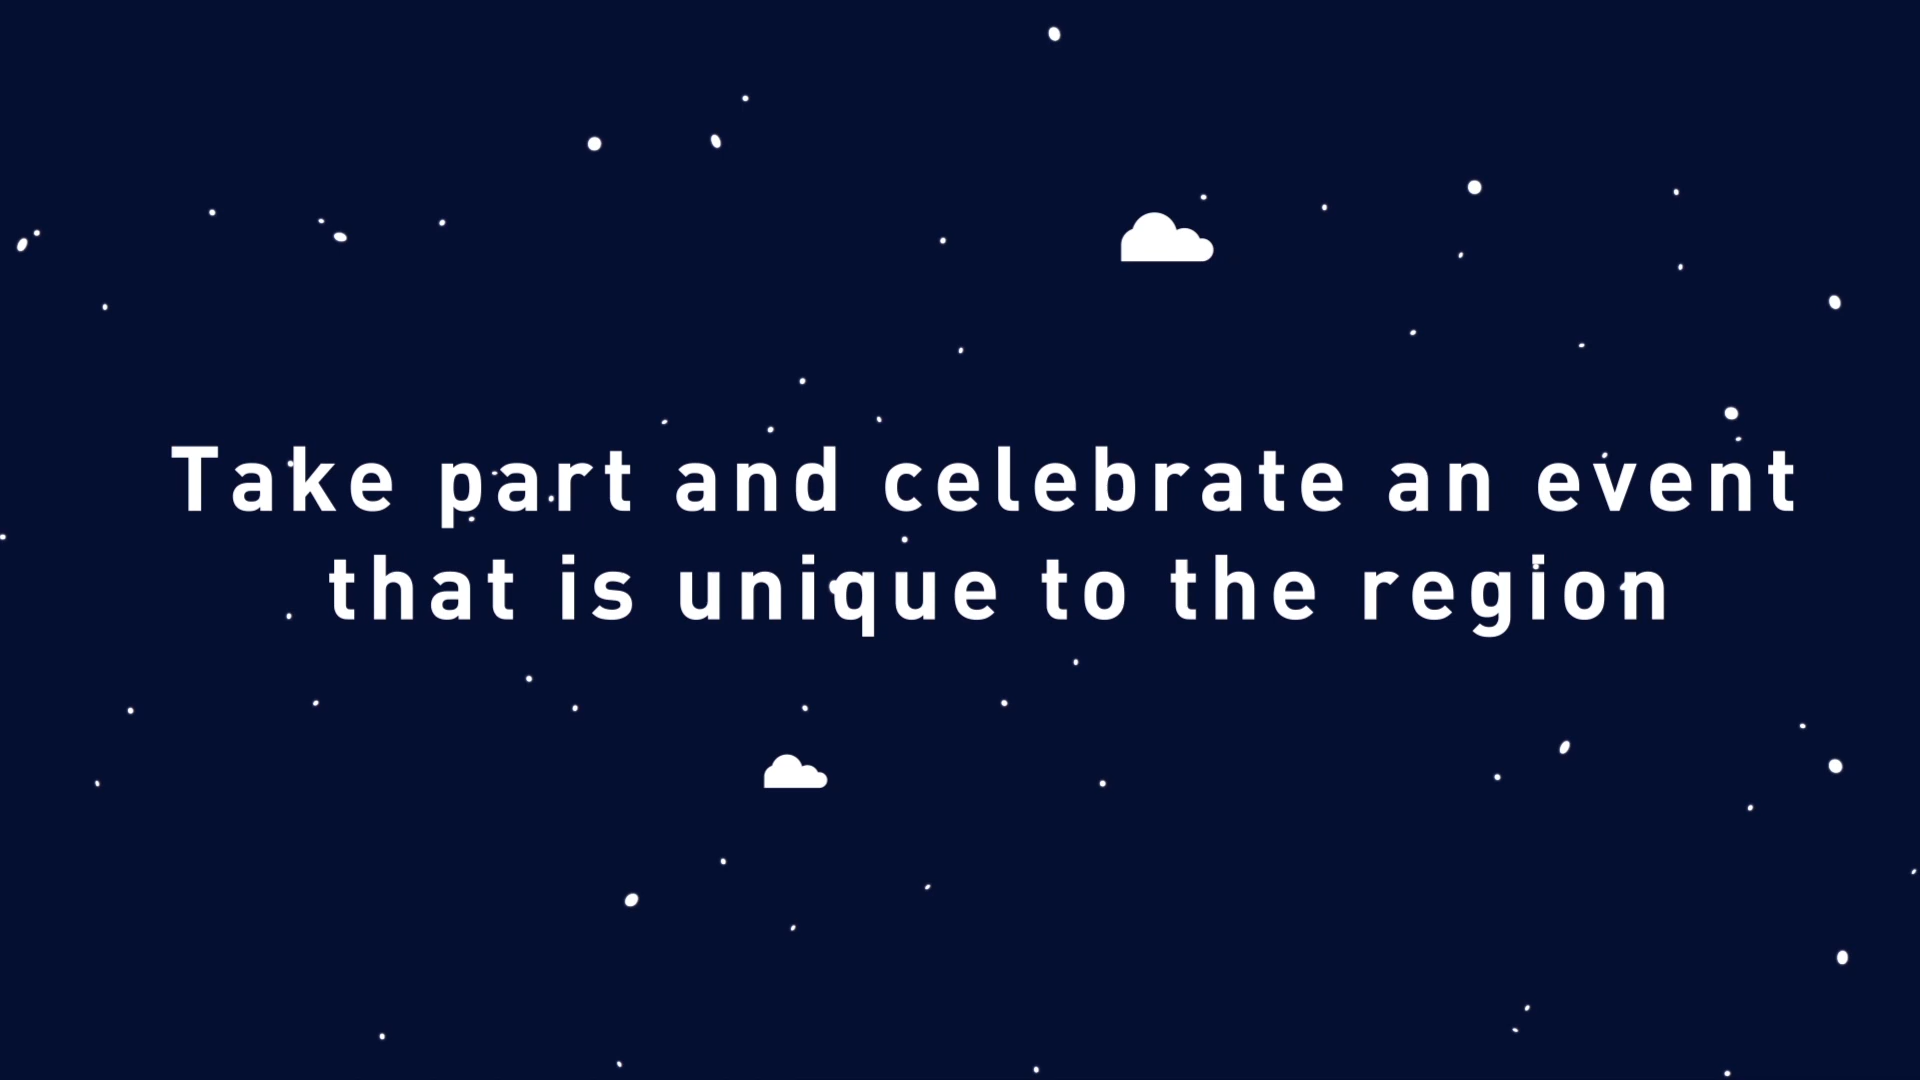 Take part and celebrate an event
that is unique to the region